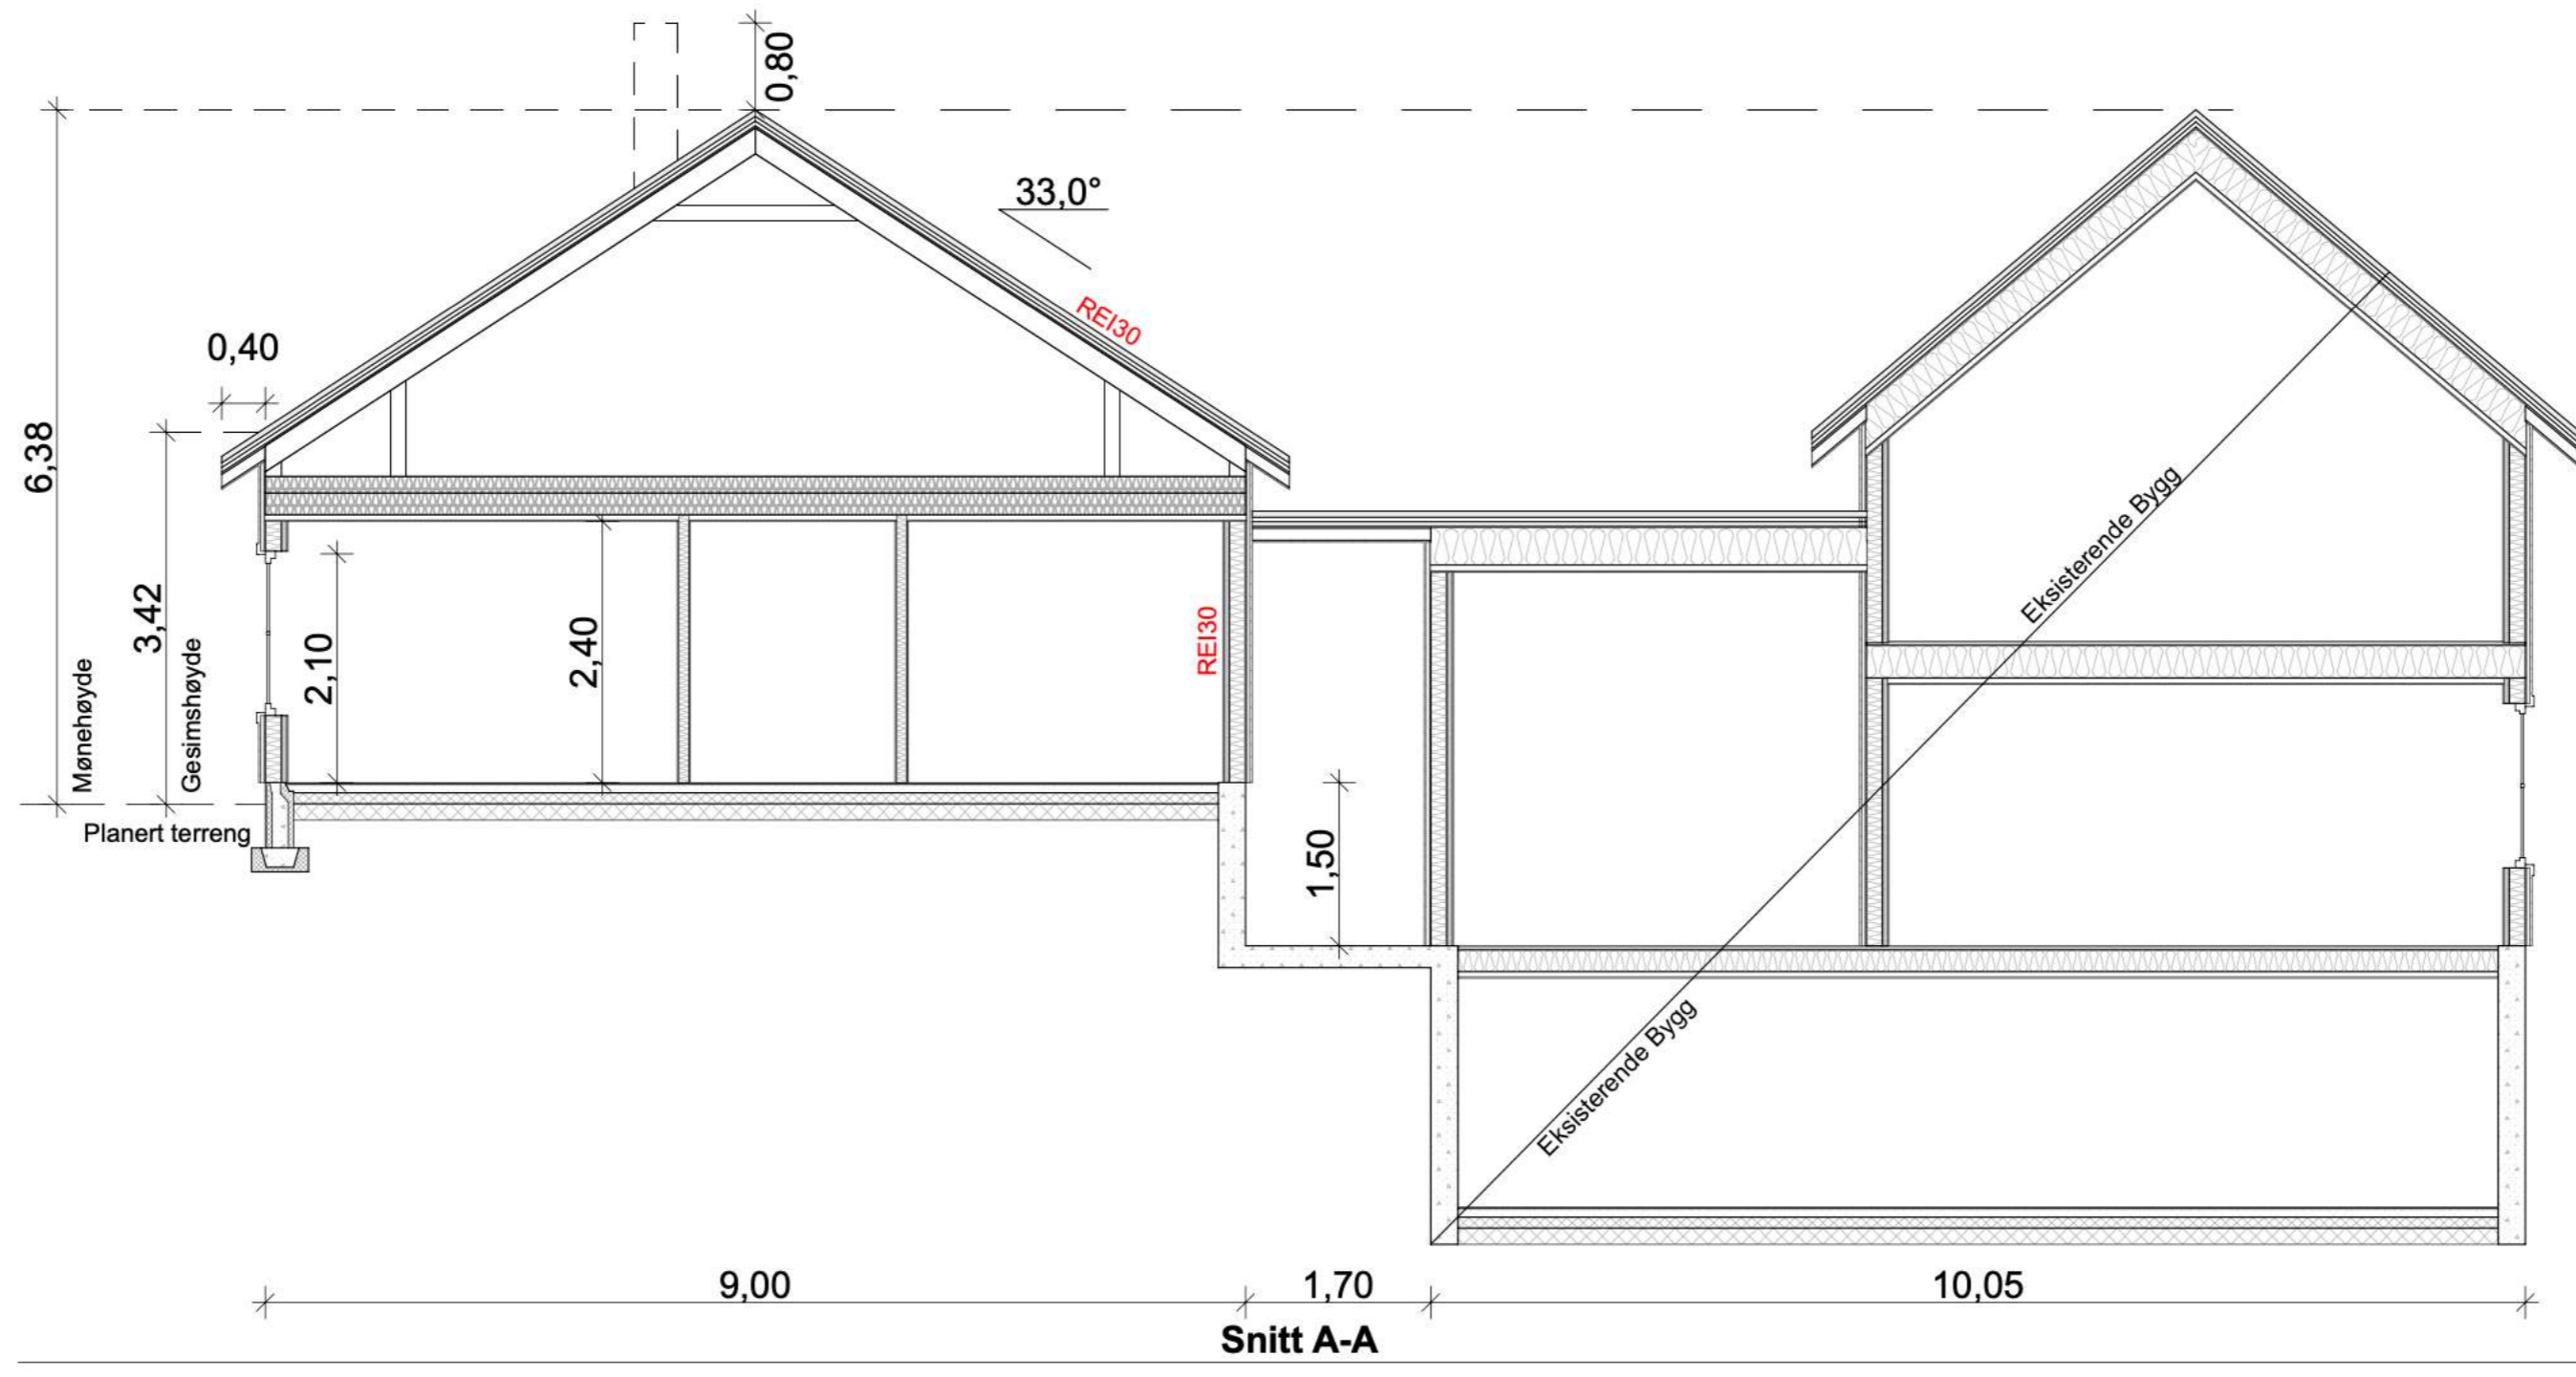 0,80
33,0°
REI30
0,40
6,38
3,42
Mønehøyde
Gesimshøyde
2,10
2,40
REI30
Eksisterende Bygg
Planert terreng
1,50
Eksisterende Bygg
9,00
1,70
10,05
Snitt A-A